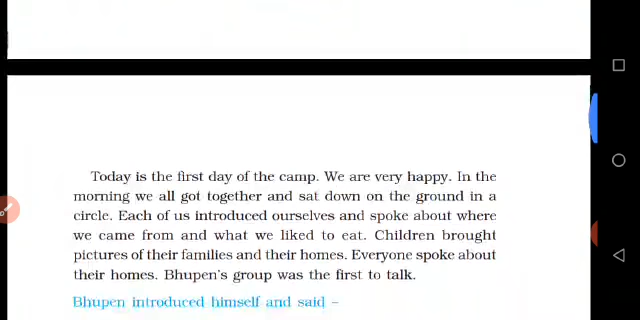 Today is the first day of the camp. We are very happy. In the
morning we all got together and sat down on the ground in a
circle. Each of us introduced ourselves and spoke about where
we came from and what we liked to eat. Children brought
pictures of their families and their homes. Everyone spoke about
their homes. Bhupen's group was the first to talk.
Bhupen introduced himself and said –